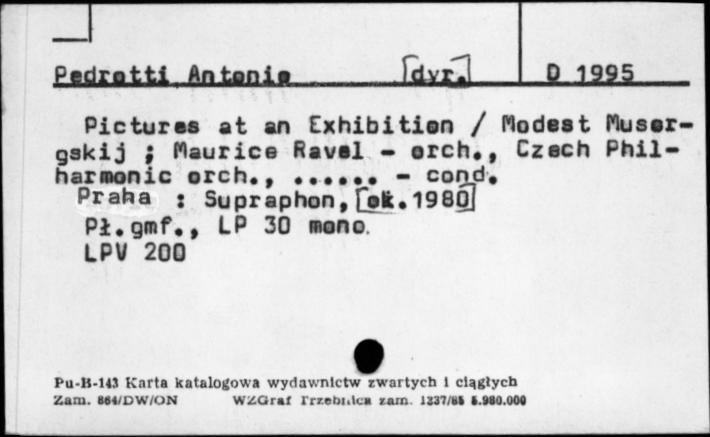 Pedrotti Antonio [dyr.] D 1995
Pictures at an Exhibition / Modest Musor-
gskij ; Maurice Ravel - orch., Czech Phil-
harmonic orch., ...... - cond.
Praha : Supraphon, [ok.1980]
Pł.gmf., LP 30 mono.
LPV 200
Pu-B-143 Karta katalogowa wydawnictw zwartych i ciągłych
Zam. 864/DW/ON WZGraf Trzebnica zam. 1337/85 5.980.000